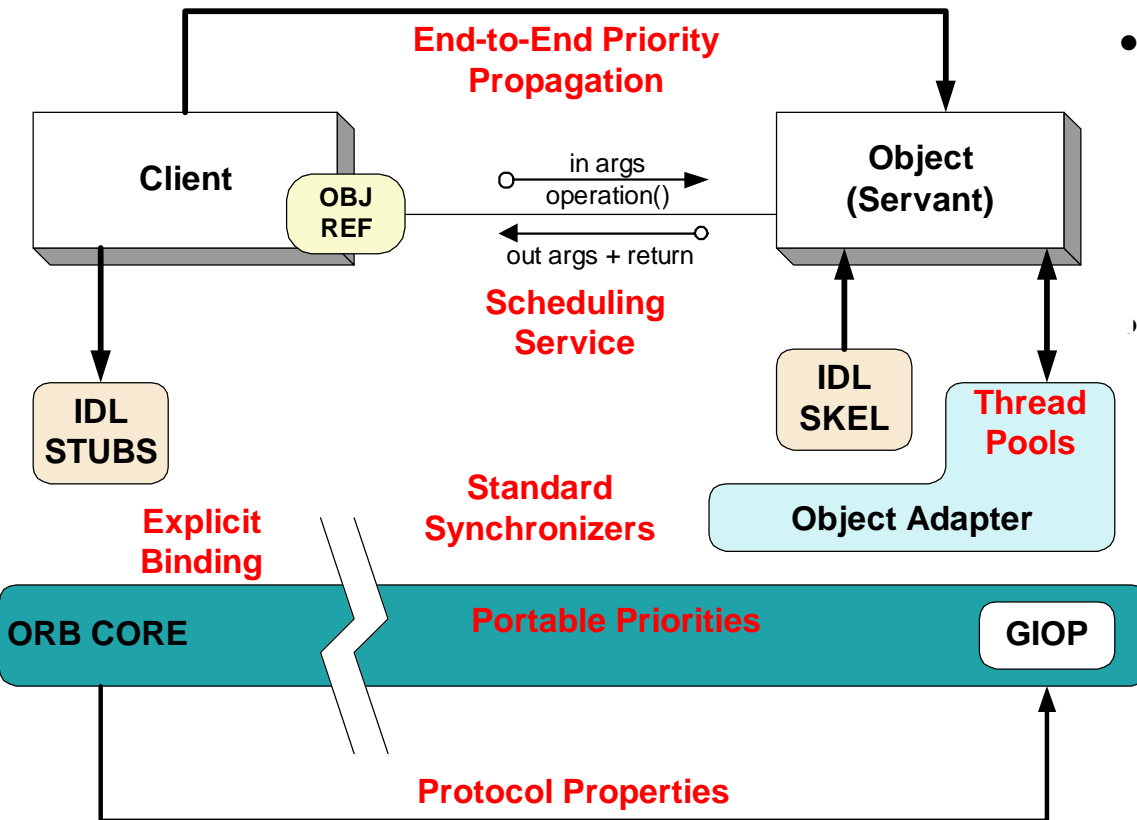 End-to-End Priority
Propagation
•
Client
OBJ
REF
in args
operation()
out args + return
Object
(Servant)
Scheduling
Service
IDL
STUBS
IDL
SKEL
Thread
Pools
Standard
Synchronizers
Explicit
Binding
Object Adapter
ORB CORE
Portable Priorities
GIOP
Protocol Properties